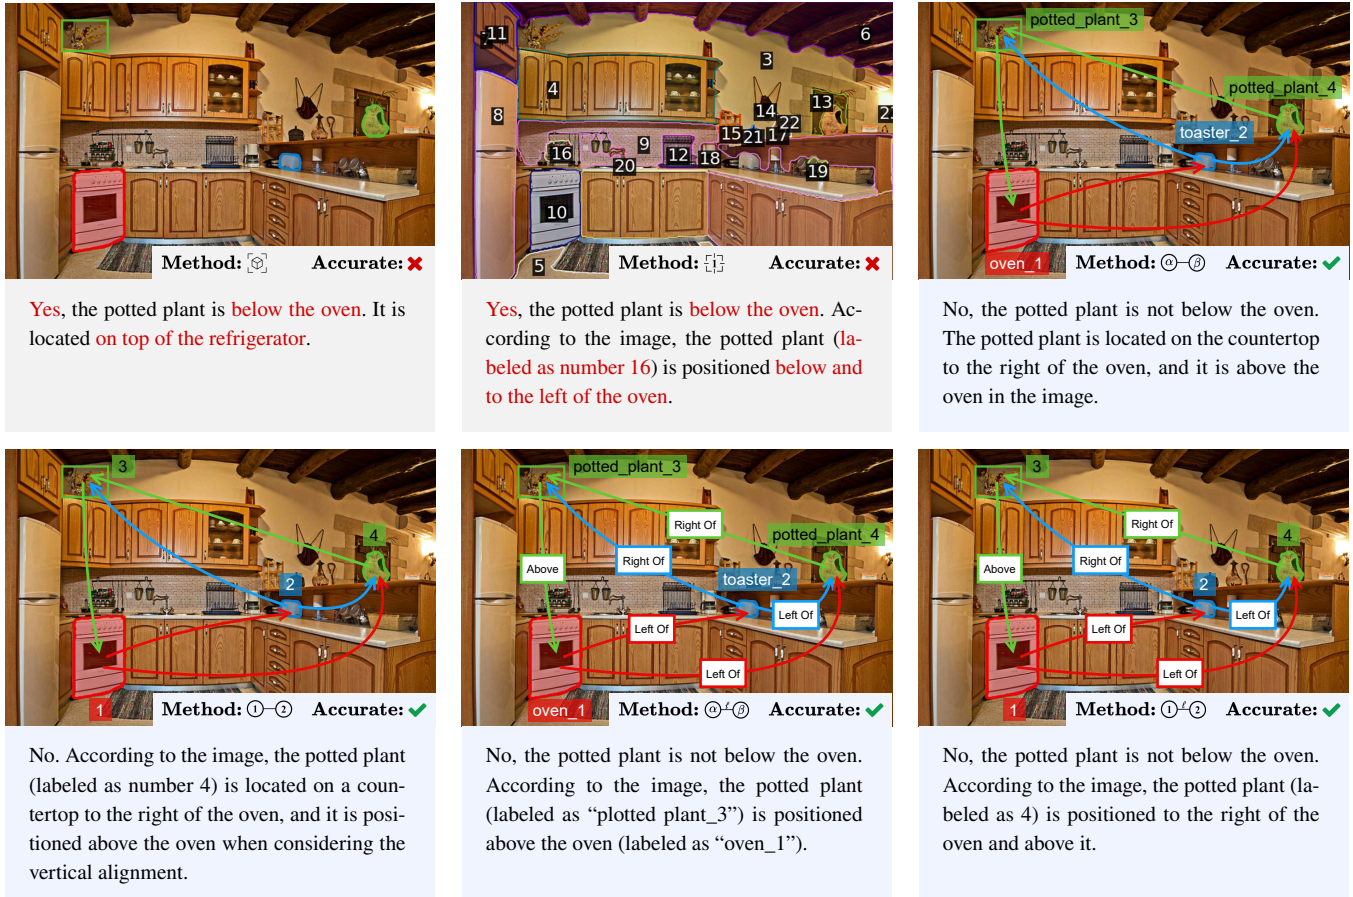 Method: Accurate:
Yes, the potted plant is below the oven. It is
located on top of the refrigerator.
11
6
3
4
8
13
14
22
15
21
17
9
16
20
12
18
19
10
5
Method: Accurate:
Yes, the potted plant is below the oven. Ac-
cording to the image, the potted plant (la-
beled as number 16) is positioned below and
to the left of the oven.
potted_plant_3
potted_plant_4
toaster_2
oven_1
Method: α β Accurate:
No, the potted plant is not below the oven.
The potted plant is located on the countertop
to the right of the oven, and it is above the
oven in the image.
3
4
2
1
Method: 1 2 Accurate:
No. According to the image, the potted plant
(labeled as number 4) is located on a coun-
tertop to the right of the oven, and it is posi-
tioned above the oven when considering the
vertical alignment.
potted_plant_3
Right Of
potted_plant_4
Above
Right Of
toaster_2
Left Of
Left Of
Left Of
oven_1
Method: α ℓ β Accurate:
No, the potted plant is not below the oven.
According to the image, the potted plant
(labeled as “plotted plant_3”) is positioned
above the oven (labeled as “oven_1”).
3
Right Of
4
Above
Right Of
2
Left Of
Left Of
Left Of
1
Method: 1 ℓ 2 Accurate:
No, the potted plant is not below the oven.
According to the image, the potted plant (la-
beled as 4) is positioned to the right of the
oven and above it.